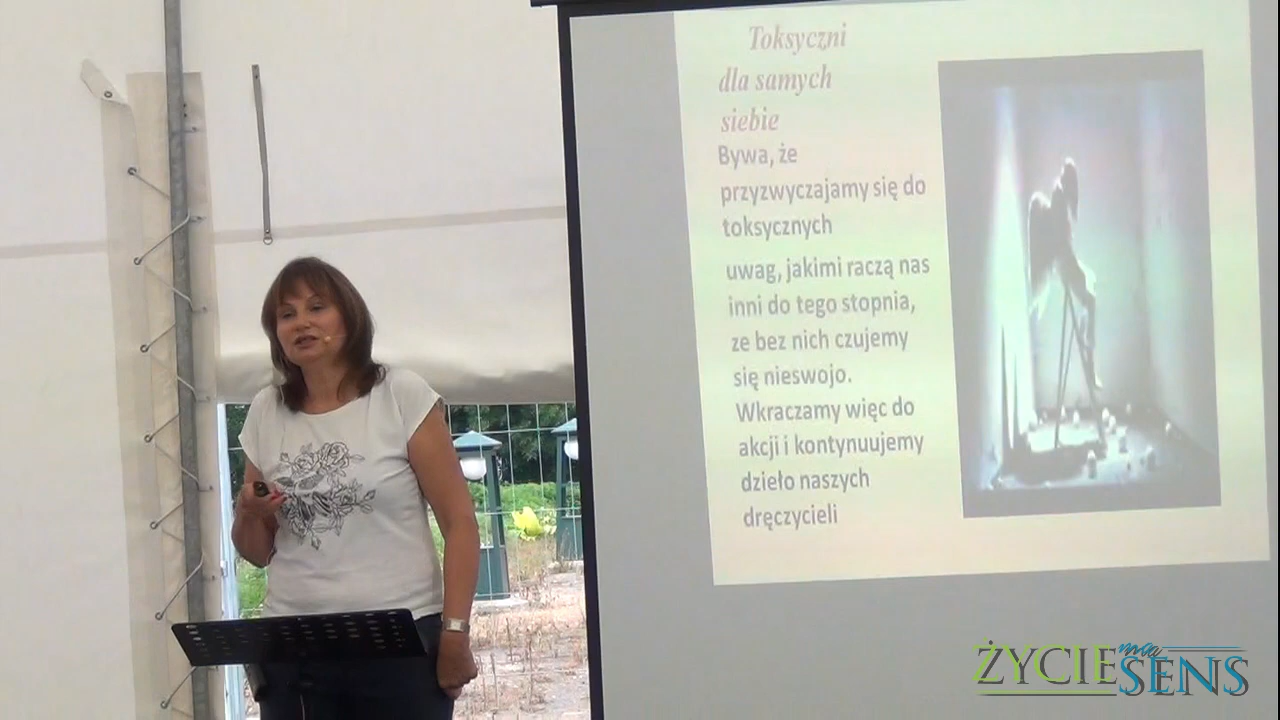 Toksyczni
dla samych
siebie
Bywa, że
przyzwyczajamy się do
toksycznych
uwag, jakimi raczą nas
inni do tego stopnia,
ze bez nich czujemy
się nieswojo.
Wkraczamy więc do
akcji i kontynuujemy
dzieło naszych
dręczycieli
ŻYCIE ma SENS